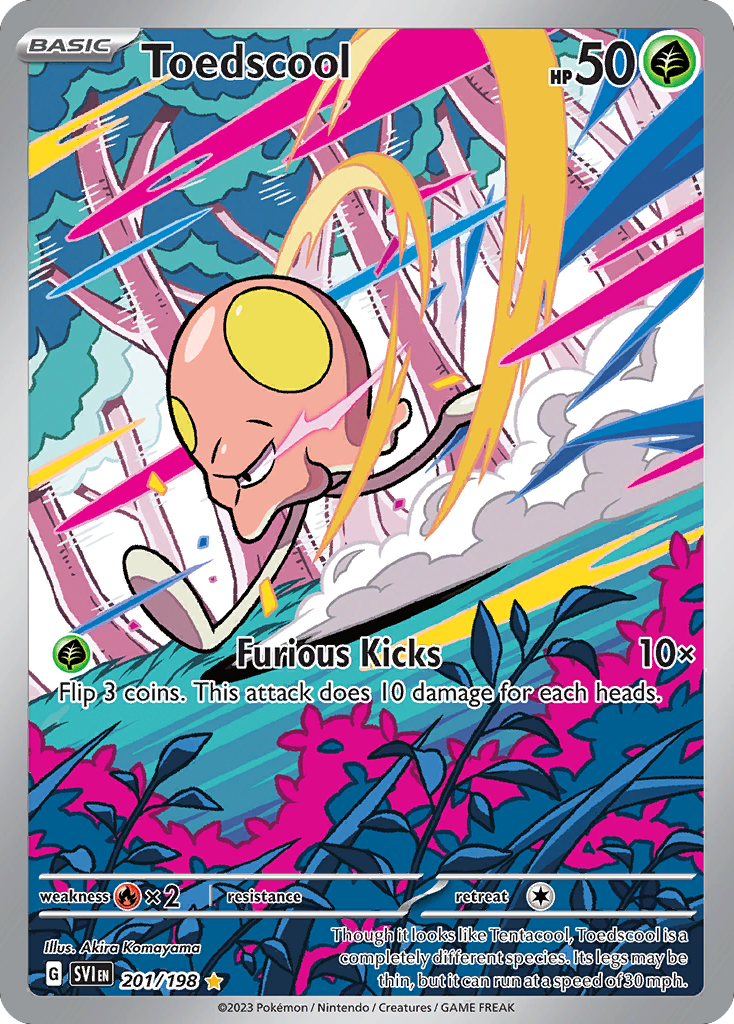 BASIC
Toedscool
HP 50
Furious Kicks 10×
Flip 3 coins. This attack does 10 damage for each heads.
weakness ×2 resistance retreat
Illus. Akira Komayama
Though it looks like Tentacool, Toedscool is a
completely different species. Its legs may be
thin, but it can run at a speed of 30 mph.
G SVI EN 201/198
©2023 Pokémon / Nintendo / Creatures / GAME FREAK